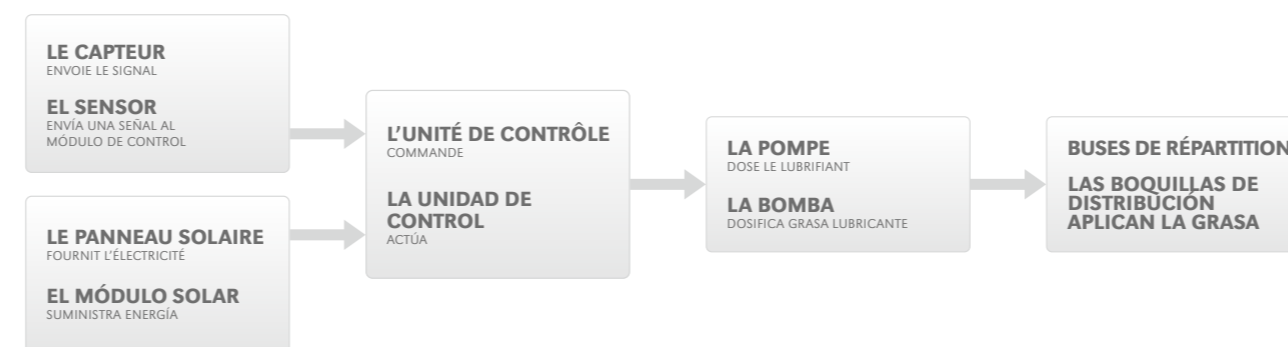 LE CAPTEUR
ENVOIE LE SIGNAL
EL SENSOR
ENVÍA UNA SEÑAL AL
MÓDULO DE CONTROL
LE PANNEAU SOLAIRE
FOURNIT L’ÉLECTRICITÉ
EL MÓDULO SOLAR
SUMINISTRA ENERGÍA
L’UNITÉ DE CONTRÔLE
COMMANDE
LA UNIDAD DE
CONTROL
ACTÚA
LA POMPE
DOSE LE LUBRIFIANT
LA BOMBA
DOSIFICA GRASA LUBRICANTE
BUSES DE RÉPARTITION
LAS BOQUILLAS DE
DISTRIBUCIÓN
APLICAN LA GRASA